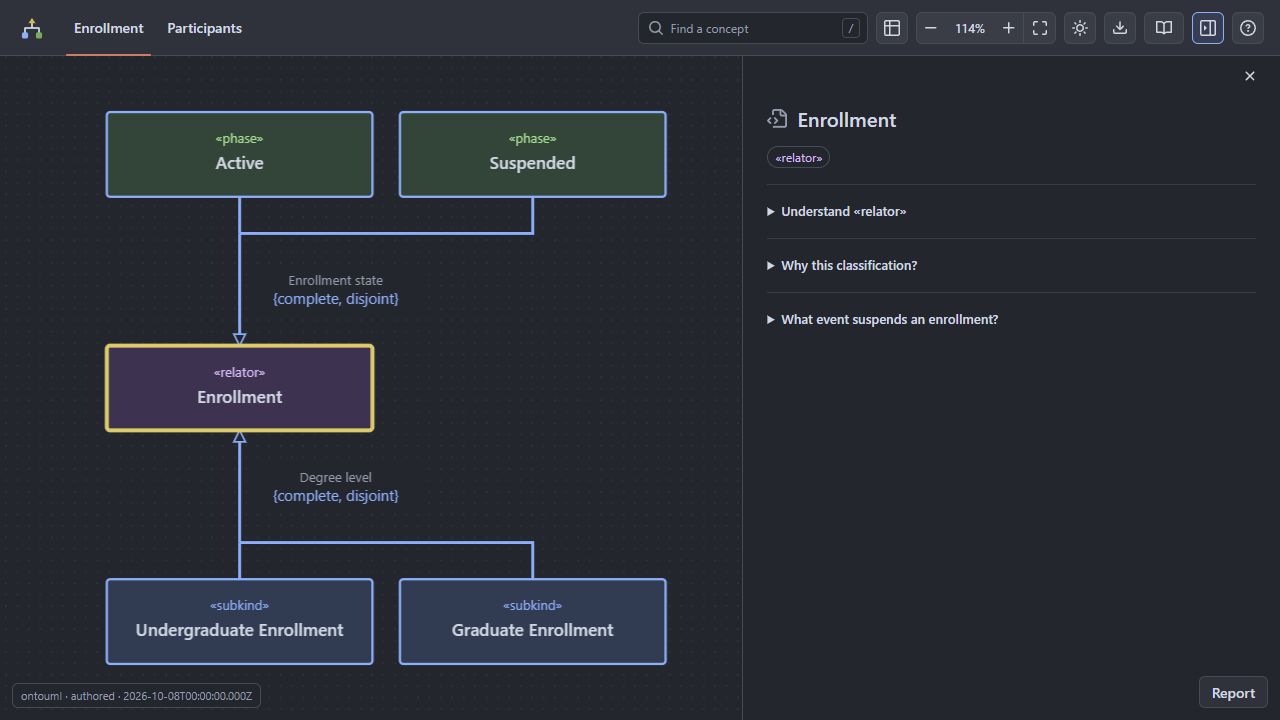 Enrollment
Participants
Find a concept
/
114%
«phase»
Active
«phase»
Suspended
Enrollment state
{complete, disjoint}
«relator»
Enrollment
Degree level
{complete, disjoint}
«subkind»
Undergraduate Enrollment
«subkind»
Graduate Enrollment
ontouml · authored · 2026-10-08T00:00:00.000Z
Enrollment
«relator»
Understand «relator»
Why this classification?
What event suspends an enrollment?
Report